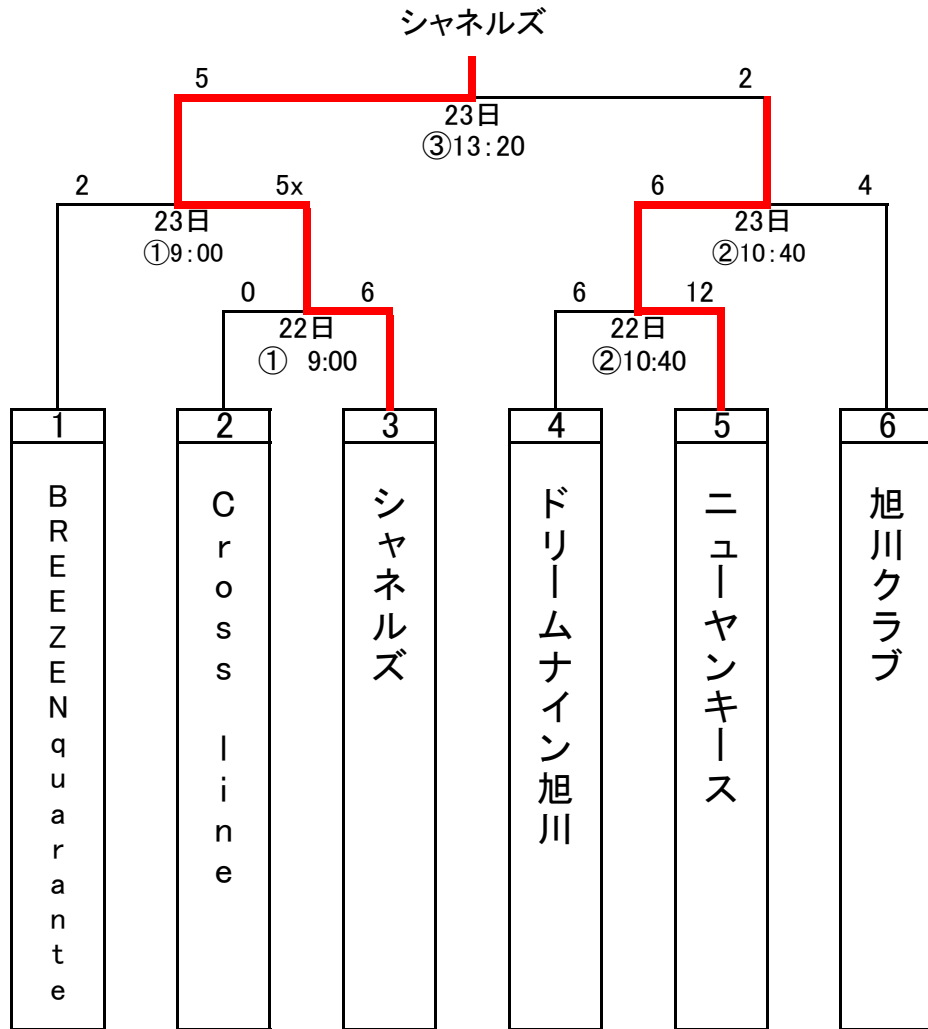 シャネルズ
5 2
23日
③13:20
2 5x 6 4
23日 23日
①9:00 ②10:40
0 6 6 12
22日 22日
① 9:00 ②10:40
1 2 3 4 5 6
BREEZENquarante
Cross line
シャネルズ
ドリームナイン旭川
ニューヤンキース
旭川クラブ